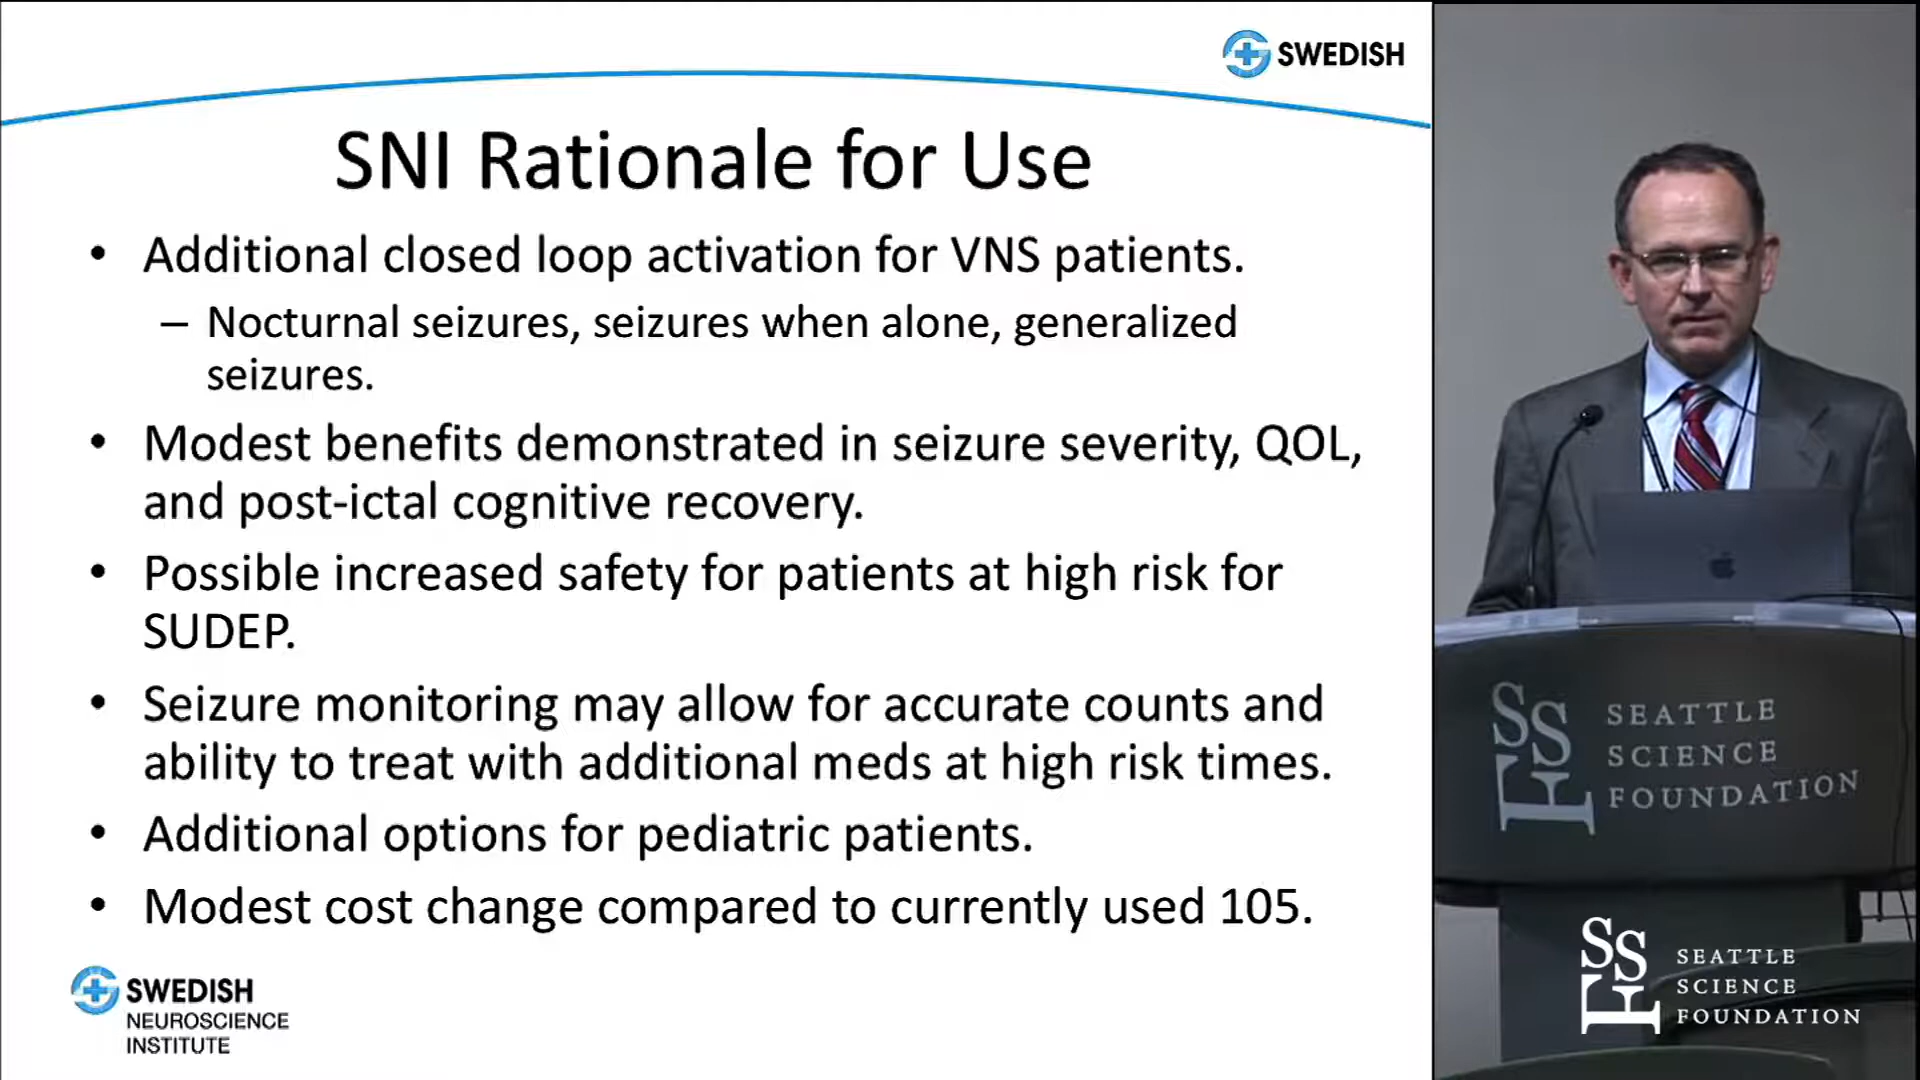 SWEDISH
SNI Rationale for Use
• Additional closed loop activation for VNS patients.
– Nocturnal seizures, seizures when alone, generalized
seizures.
• Modest benefits demonstrated in seizure severity, QOL,
and post-ictal cognitive recovery.
• Possible increased safety for patients at high risk for
SUDEP.
• Seizure monitoring may allow for accurate counts and
ability to treat with additional meds at high risk times.
• Additional options for pediatric patients.
• Modest cost change compared to currently used 105.
SWEDISH
NEUROSCIENCE
INSTITUTE
SSF
SEATTLE
SCIENCE
FOUNDATION
SSF
SEATTLE
SCIENCE
FOUNDATION